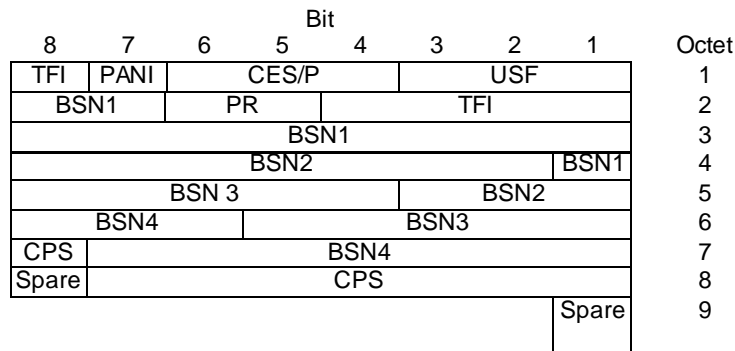 Bit
8 7 6 5 4 3 2 1 Octet
TFI PANI CES/P USF 1
BSN1 PR TFI 2
BSN1 3
BSN2 BSN1 4
BSN 3 BSN2 5
BSN4 BSN3 6
CPS BSN4 7
Spare CPS 8
Spare 9